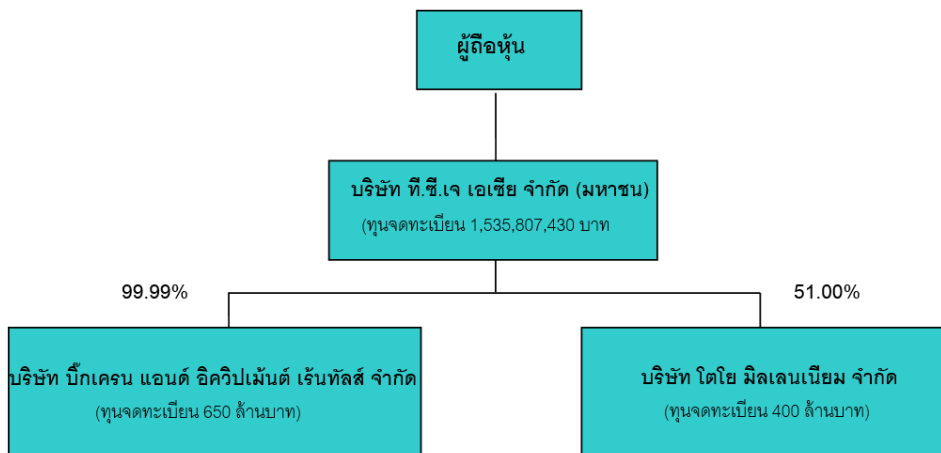 ผู้ถือหุ้น
บริษัท ที.ซี.เจ เอเซีย จำกัด (มหาชน)
(ทุนจดทะเบียน 1,535,807,430 บาท
99.99%
51.00%
บริษัท บิ๊กเครน แอนด์ อิควิปเม้นต์ เร้นทัลส์ จำกัด
(ทุนจดทะเบียน 650 ล้านบาท)
บริษัท โตโย มิลเลนเนียม จำกัด
(ทุนจดทะเบียน 400 ล้านบาท)